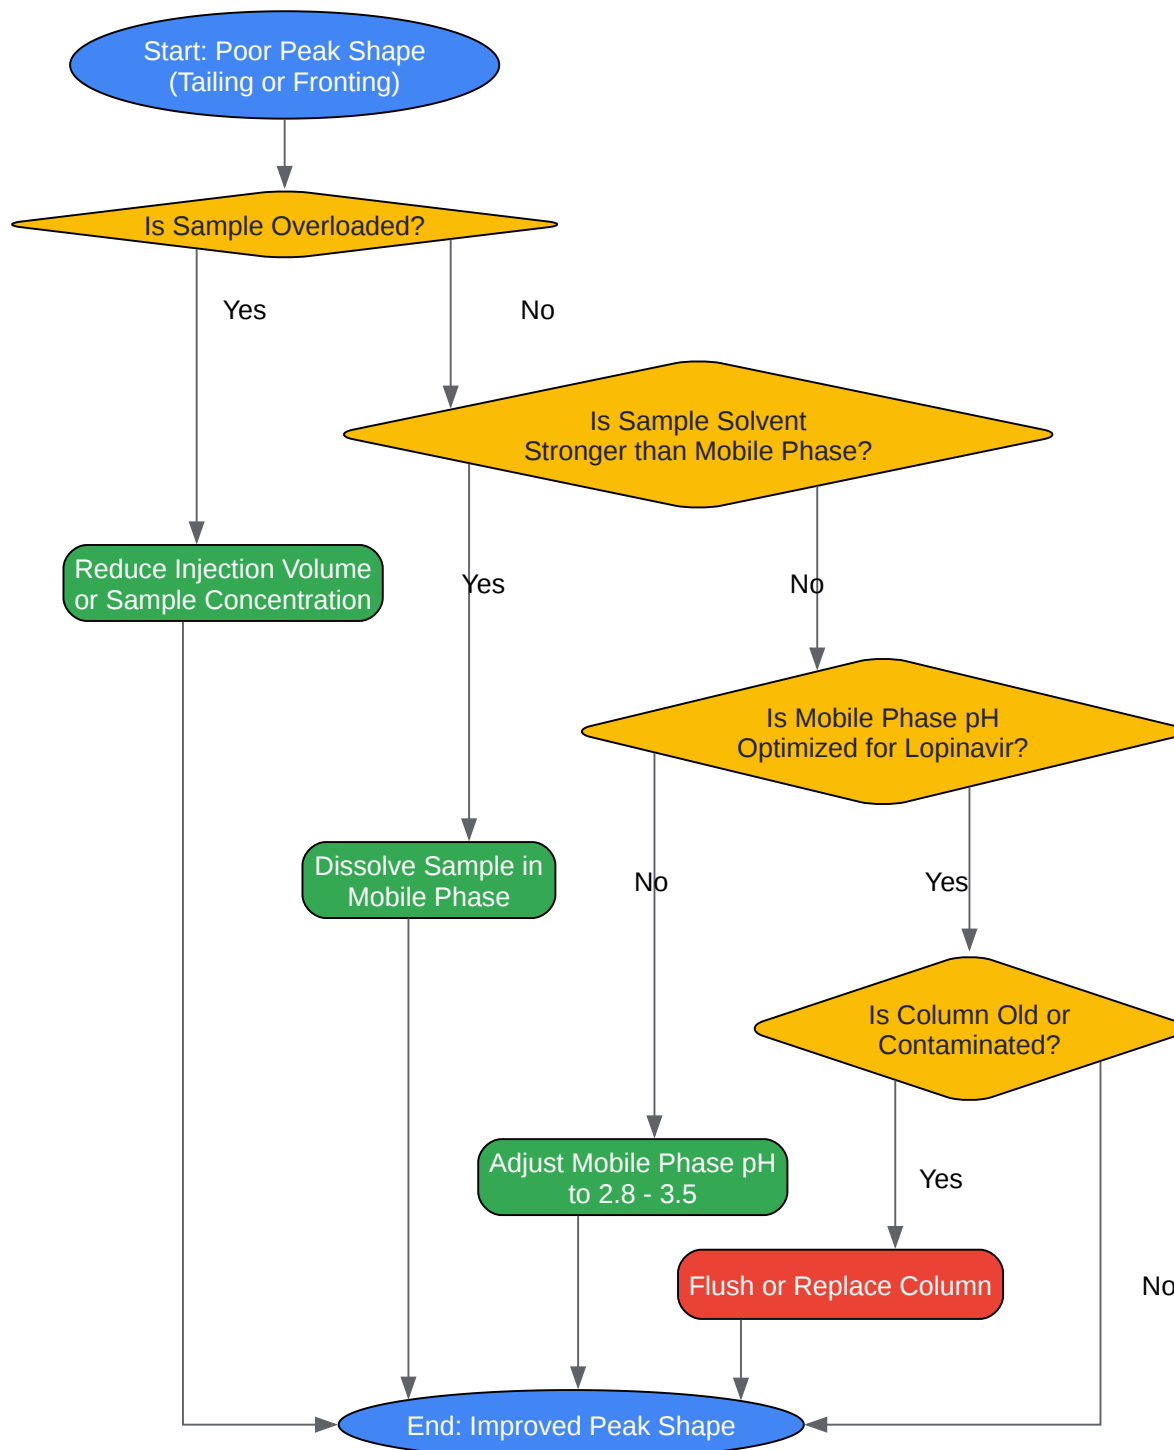 Start: Poor Peak Shape
(Tailing or Fronting)
Is Sample Overloaded?
Yes
No
Is Sample Solvent
Stronger than Mobile Phase?
Reduce Injection Volume
or Sample Concentration
Yes
No
Is Mobile Phase pH
Optimized for Lopinavir?
Dissolve Sample in
Mobile Phase
No
Yes
Is Column Old or
Contaminated?
Adjust Mobile Phase pH
to 2.8 - 3.5
Yes
Flush or Replace Column
No
End: Improved Peak Shape